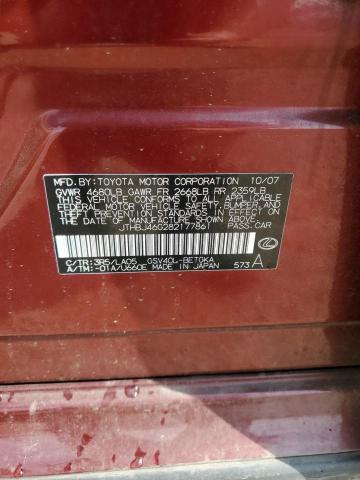 MFD.BY:TOYOTA MOTOR CORPORATION 10/07
GVWR 4680LB GAWR FR 2668LB RR 2359LB
THIS VEHICLE CONFORMS TO ALL APPLICABLE
FEDERAL MOTOR VEHICLE SAFETY, BUMPER, AND
THEFT PREVENTION STANDARDS IN EFFECT ON
THE DATE OF MANUFACTURE SHOWN ABOVE.
JTHBJ46G282177861 PASS.CAR
C/TR:3R5/LA05 GSV40L-BETGKA
A/TM:-01A/U660E MADE IN JAPAN 573 A